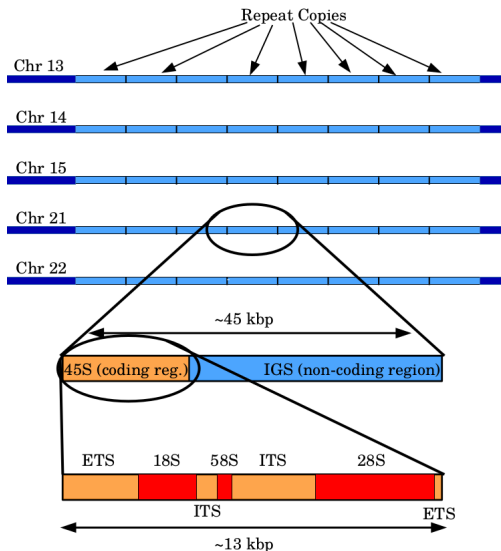 Repeat Copies
Chr 13
Chr 14
Chr 15
Chr 21
Chr 22
~45 kbp
45S (coding reg.) IGS (non-coding region)
ETS 18S 58S ITS 28S
ITS ETS
~13 kbp